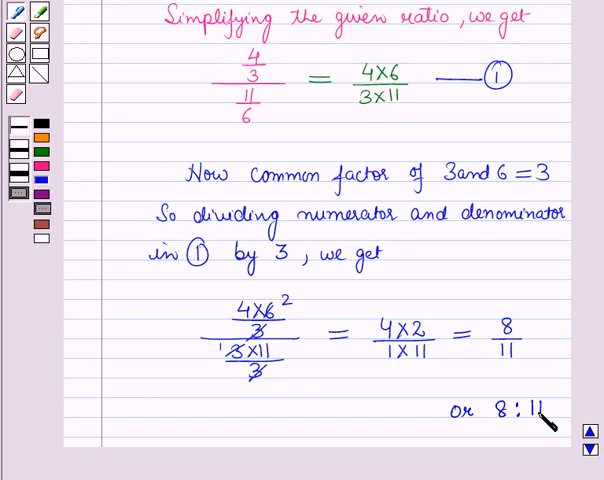 Simplifying the given ratio, we get
4/3 / 11/6 = 4×6 / 3×11 —— ①
Now common factor of 3 and 6 = 3
So dividing numerator and denominator
in ① by 3, we get
4×6² / 3 / ¹3×11 / 3 = 4×2 / 1×11 = 8 / 11
or 8 : 11